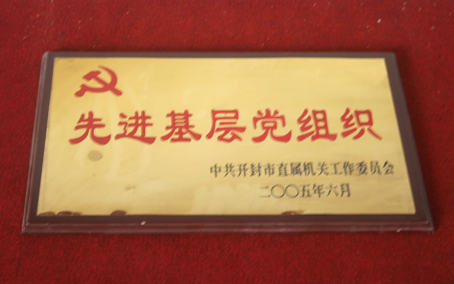 先进基层党组织
中共开封市直属机关工作委员会
二〇〇五年六月